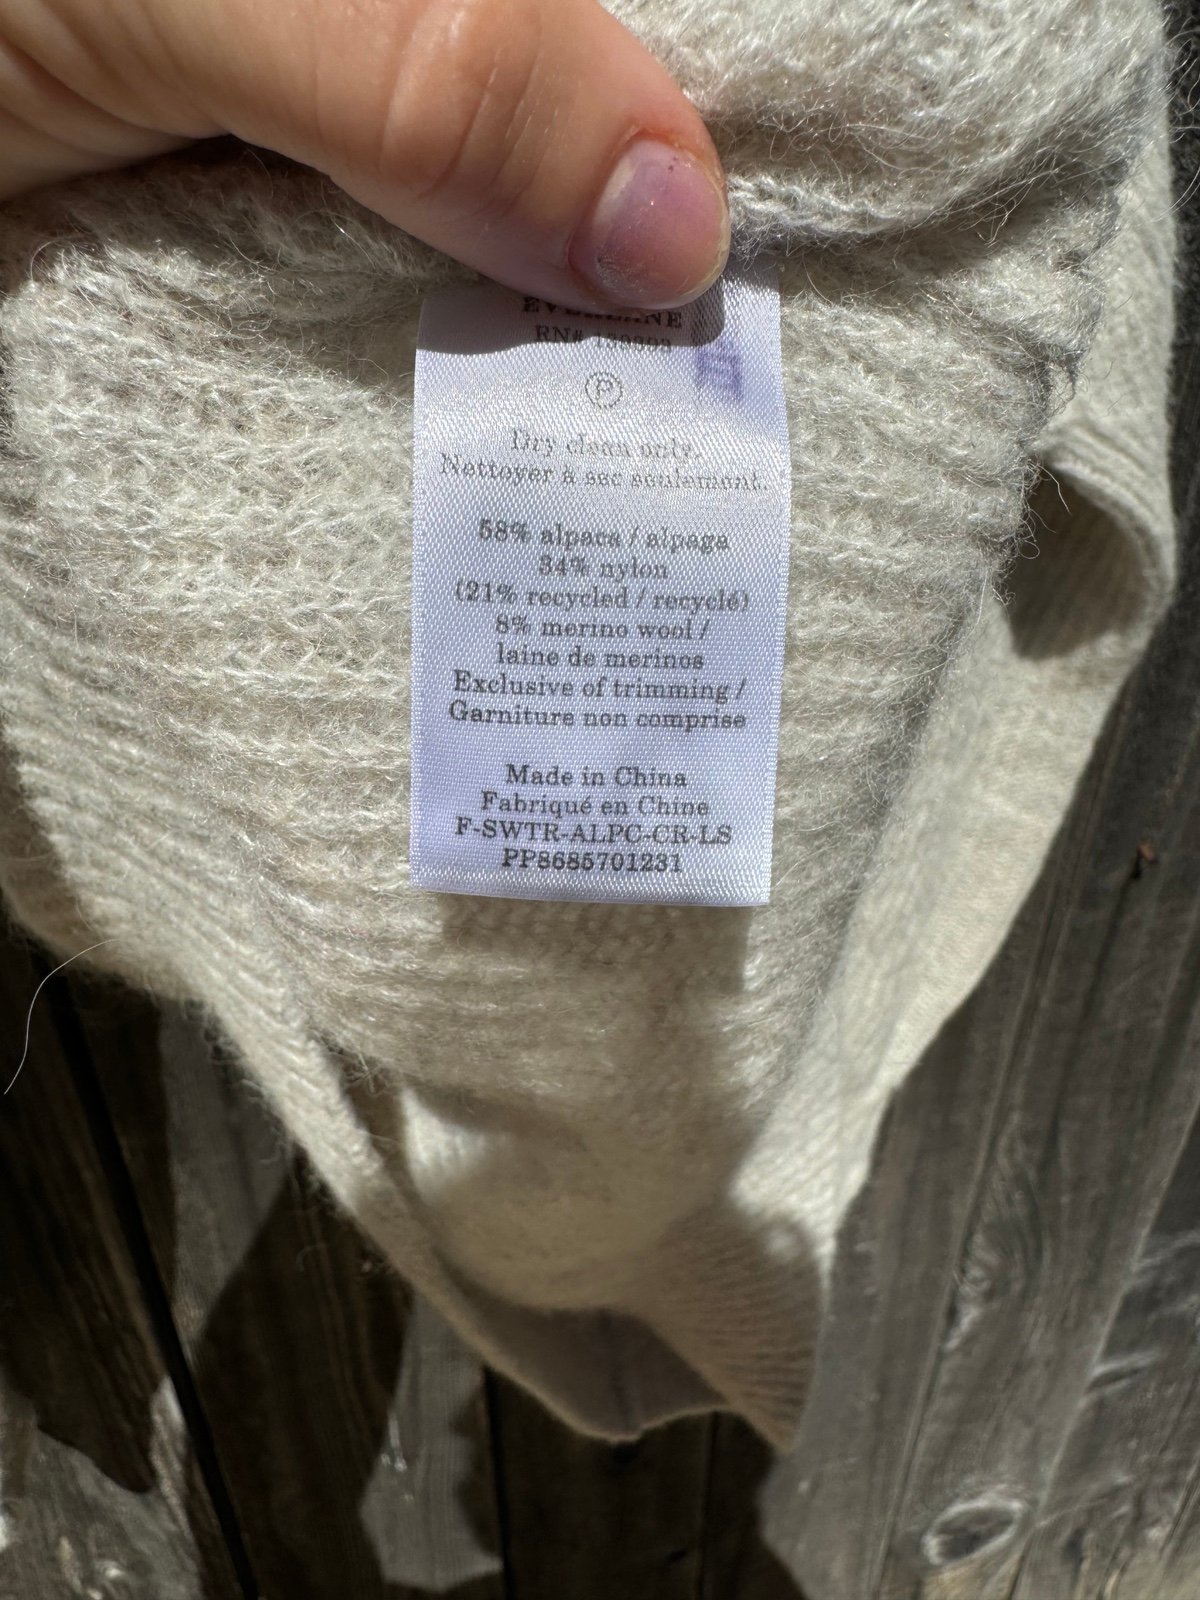 EVERLANE
RN#
P
Dry clean only.
Nettoyer à sec seulement.
58% alpaca / alpaga
34% nylon
(21% recycled / recyclé)
8% merino wool /
laine de merinos
Exclusive of trimming /
Garniture non comprise
Made in China
Fabriqué en Chine
F-SWTR-ALPC-CR-LS
PP8685701231